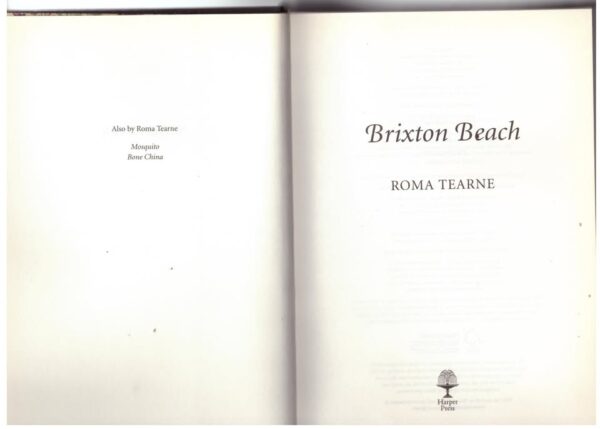 Also by Roma Tearne
Mosquito
Bone China
Brixton Beach
ROMA TEARNE
Harper
Press